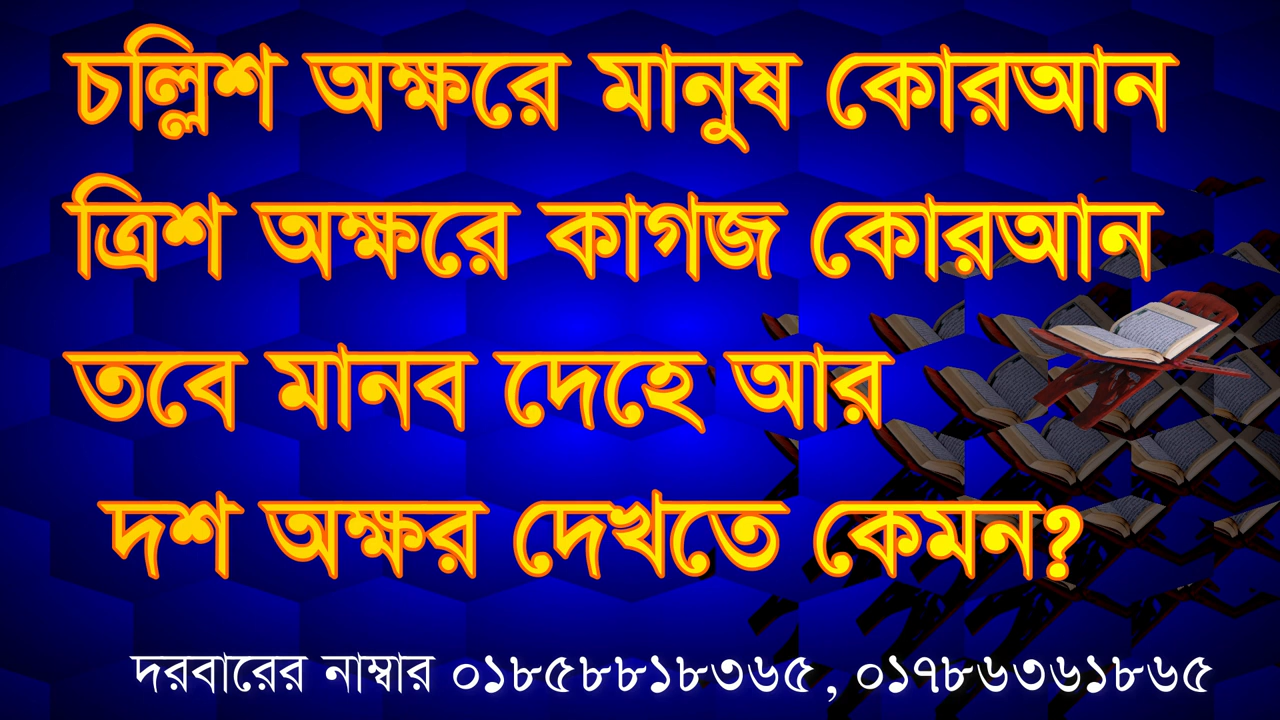 চল্লিশ অক্ষরে মানুষ কোরআন
ত্রিশ অক্ষরে কাগজ কোরআন
তবে মানব দেহে আর
দশ অক্ষর দেখতে কেমন?
দরবারের নাম্বার ০১৮৫৮৮১৮৩৬৫, ০১৭৮৬৩৬১৮৬৫